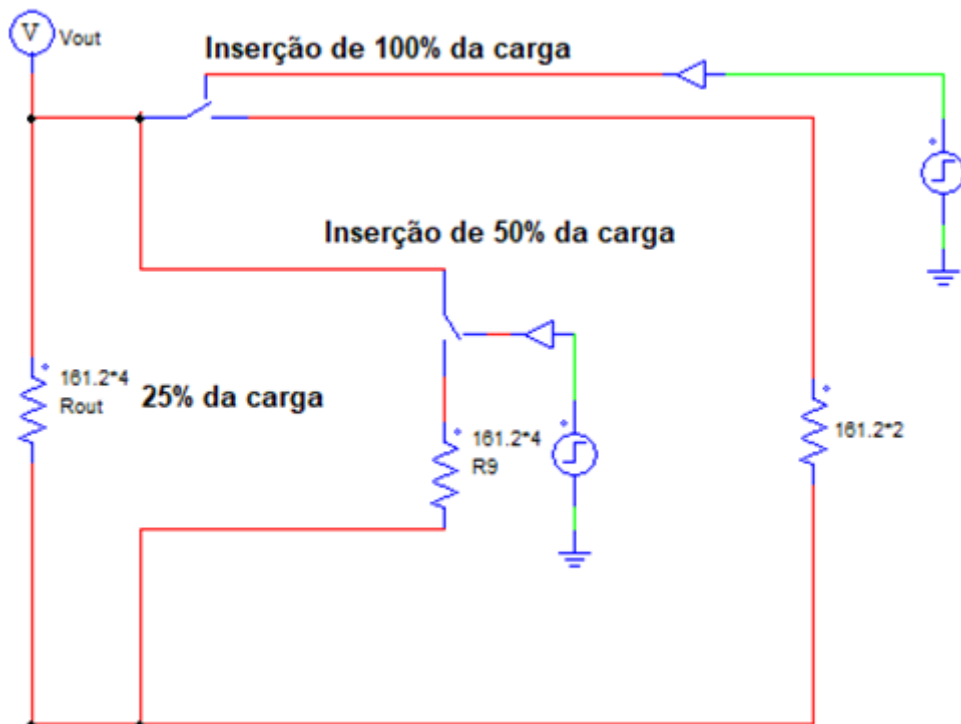 V
Vout
Inserção de 100% da carga
Inserção de 50% da carga
161.2*4
Rout
25% da carga
161.2*4
R9
161.2*2